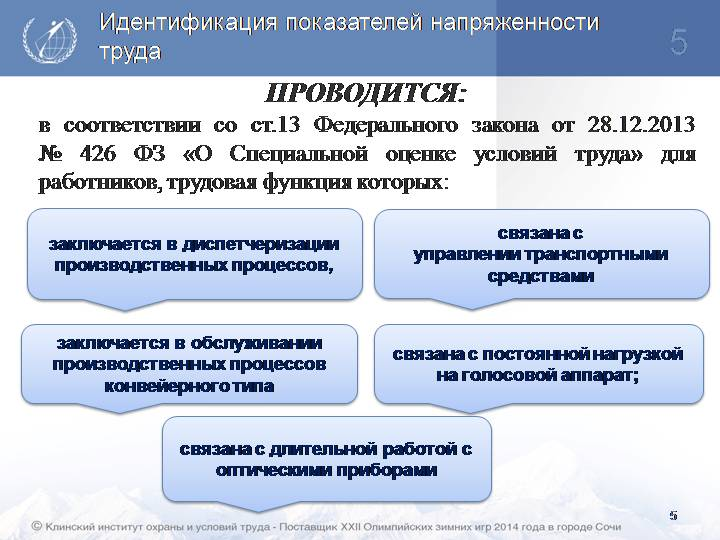 Идентификация показателей напряженности
труда
5
ПРОВОДИТСЯ:
в соответствии со ст.13 Федерального закона от 28.12.2013
№ 426 ФЗ «О Специальной оценке условий труда» для
работников, трудовая функция которых:
заключается в диспетчеризации
производственных процессов,
связана с
управлении транспортными
средствами
заключается в обслуживании
производственных процессов
конвейерного типа
связана с постоянной нагрузкой
на голосовой аппарат;
связана с длительной работой с
оптическими приборами
5
© Клинский институт охраны и условий труда - Поставщик XXII Олимпийских зимних игр 2014 года в городе Сочи